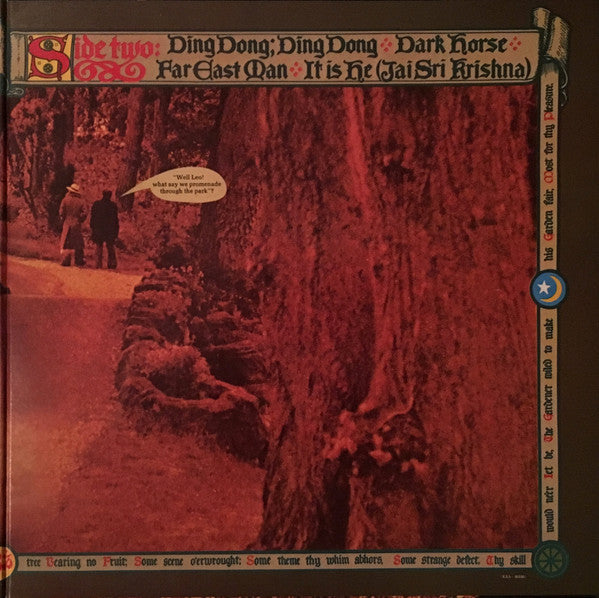 Side two: Ding Dong; Ding Dong ❖ Dark Horse ❖
Far East Man ❖ It is He (Jai Sri Krishna)
"Well Leo!
what say we promenade
through the park"?
tree Bearing no Fruit; Some scene o'erwrought; Some theme thy whim abhors, Some strange defect, Thy skill
would ne'er Let be, The Gardener wiled to make
his Garden fair, Most for thy Pleasure.